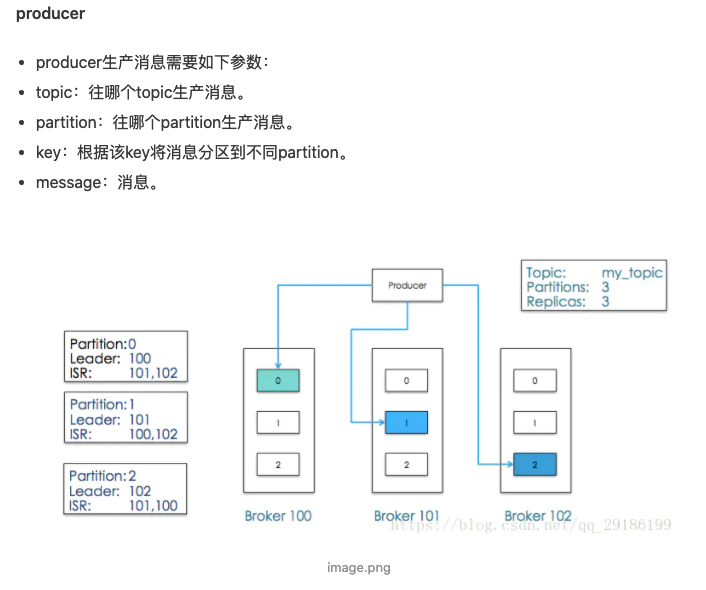 producer
producer生产消息需要如下参数：
topic：往哪个topic生产消息。
partition：往哪个partition生产消息。
key：根据该key将消息分区到不同partition。
message：消息。
Producer
Topic: my_topic
Partitions: 3
Replicas: 3
Partition:0
Leader: 100
ISR: 101,102
Partition:1
Leader: 101
ISR: 100,102
Partition:2
Leader: 102
ISR: 101,100
0
1
2
Broker 100
0
1
2
Broker 101
0
1
2
Broker 102
https://blog.csdn.net/qq_29186199
image.png